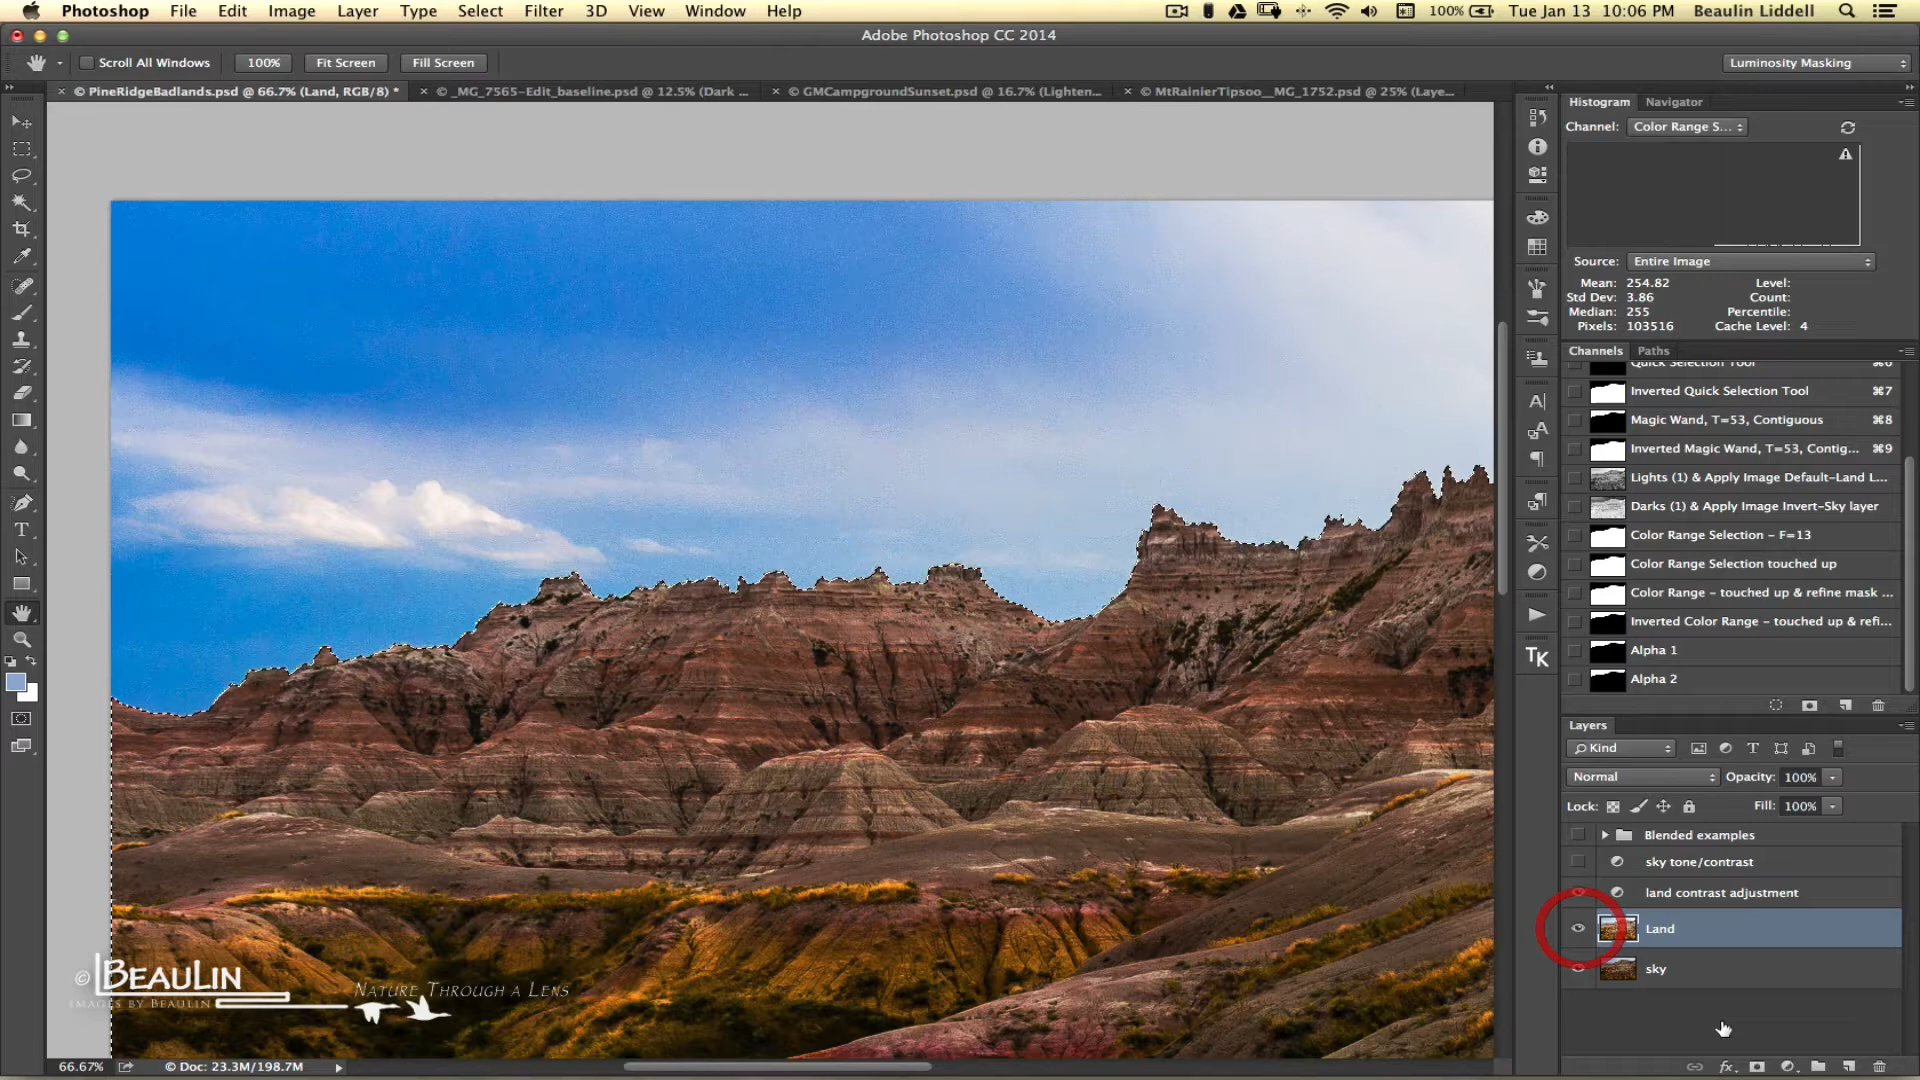 Photoshop File Edit Image Layer Type Select Filter 3D View Window Help 100% Tue Jan 13 10:06 PM Beaulin Liddell
Adobe Photoshop CC 2014
Scroll All Windows 100% Fit Screen Fill Screen Luminosity Masking
© PineRidgeBadlands.psd @ 66.7% (Land, RGB/8) * © _MG_7565-Edit_baseline.psd @ 12.5% (Dark ... © GMCampgroundSunset.psd @ 16.7% (Lighten... © MtRainierTipsoo__MG_1752.psd @ 25% (Laye...
Histogram Navigator
Channel: Color Range S...
Source: Entire Image
Mean: 254.82 Level:
Std Dev: 3.86 Count:
Median: 255 Percentile:
Pixels: 103516 Cache Level: 4
Channels Paths
Quick Selection Tool ⌘6
Inverted Quick Selection Tool ⌘7
Magic Wand, T=53, Contiguous ⌘8
Inverted Magic Wand, T=53, Contig... ⌘9
Lights (1) & Apply Image Default-Land L...
Darks (1) & Apply Image Invert-Sky layer
Color Range Selection - F=13
Color Range Selection touched up
Color Range - touched up & refine mask ...
Inverted Color Range - touched up & refi...
Alpha 1
Alpha 2
TK
Layers
Kind
Normal Opacity: 100%
Lock: Fill: 100%
Blended examples
sky tone/contrast
land contrast adjustment
Land
sky
© BEAULIN
IMAGES BY BEAULIN
NATURE THROUGH A LENS
66.67% © Doc: 23.3M/198.7M